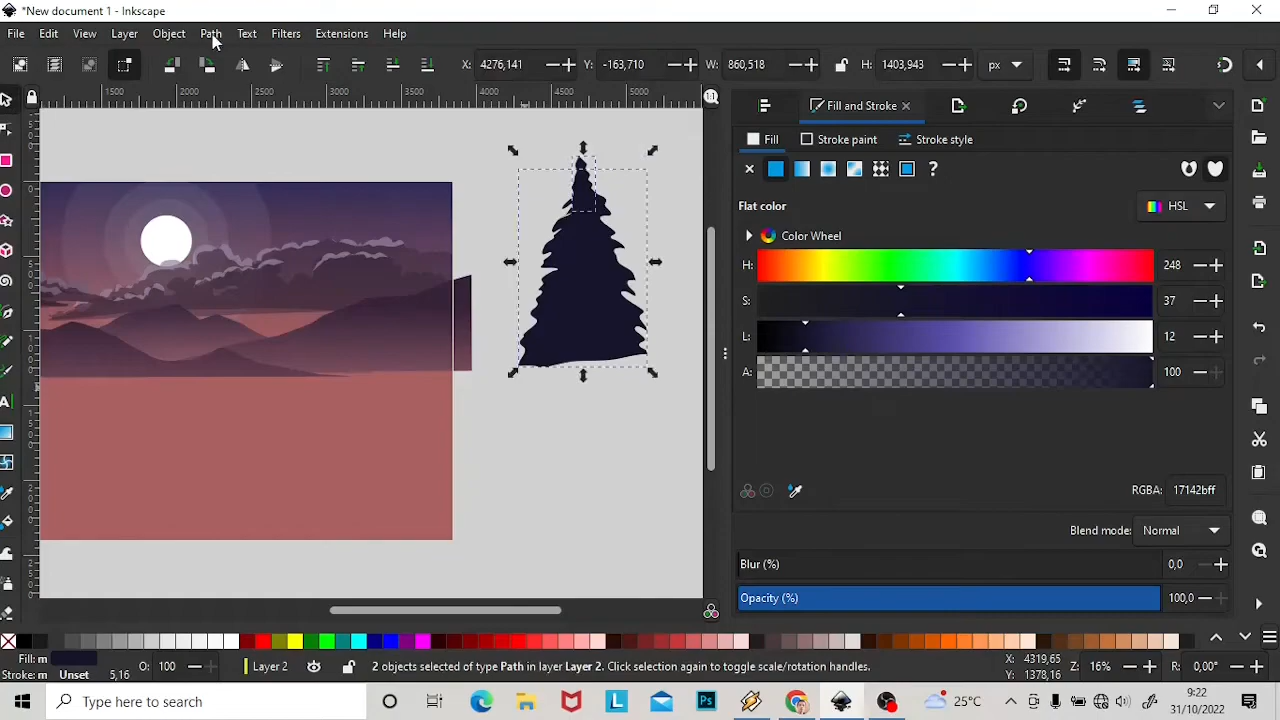 *New document 1 - Inkscape
File Edit View Layer Object Path Text Filters Extensions Help
X: 4276,141 Y: -163,710 W: 860,518 H: 1403,943 px
1500 2000 2500 3000 3500 4000 4500 5000
Fill and Stroke
Fill Stroke paint Stroke style
?
Flat color HSL
Color Wheel
H: 248
S: 37
L: 12
A: 100
RGBA: 17142bff
Blend mode: Normal
Blur (%) 0,0
Opacity (%) 100,0
Fill: m O: 100 Layer 2 2 objects selected of type Path in layer Layer 2. Click selection again to toggle scale/rotation handles. X: 4319,65 Z: 16% R: 0,00°
Stroke: m Unset 5,16 Y: 1378,16
Type here to search 25°C 9:22
31/10/2022